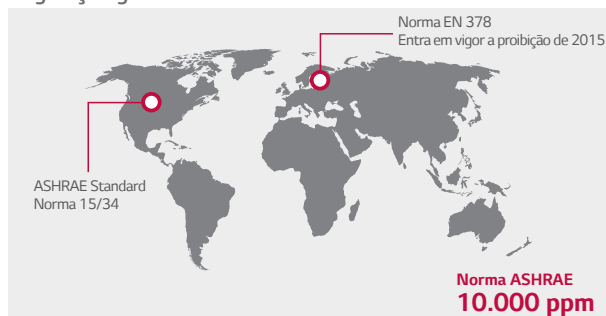 Norma EN 378
Entra em vigor a proibição de 2015
ASHRAE Standard
Norma 15/34
Norma ASHRAE
10.000 ppm